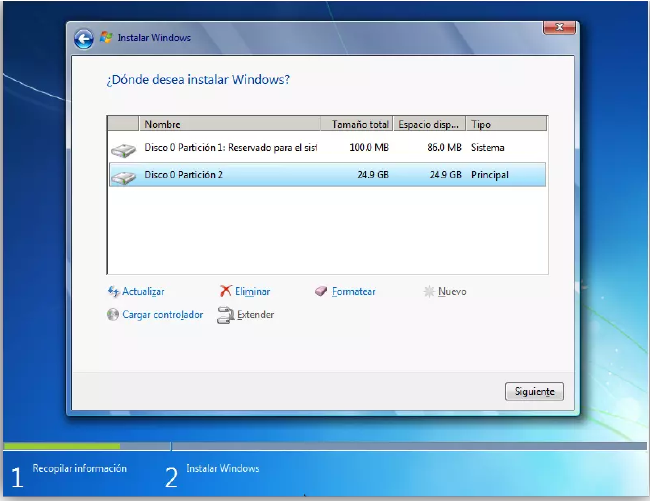 Instalar Windows
¿Dónde desea instalar Windows?
Nombre Tamaño total Espacio disp... Tipo
Disco 0 Partición 1: Reservado para el sist 100.0 MB 86.0 MB Sistema
Disco 0 Partición 2 24.9 GB 24.9 GB Principal
Actualizar Eliminar Formatear Nuevo
Cargar controlador Extender
Siguiente
1 Recopilar información 2 Instalar Windows